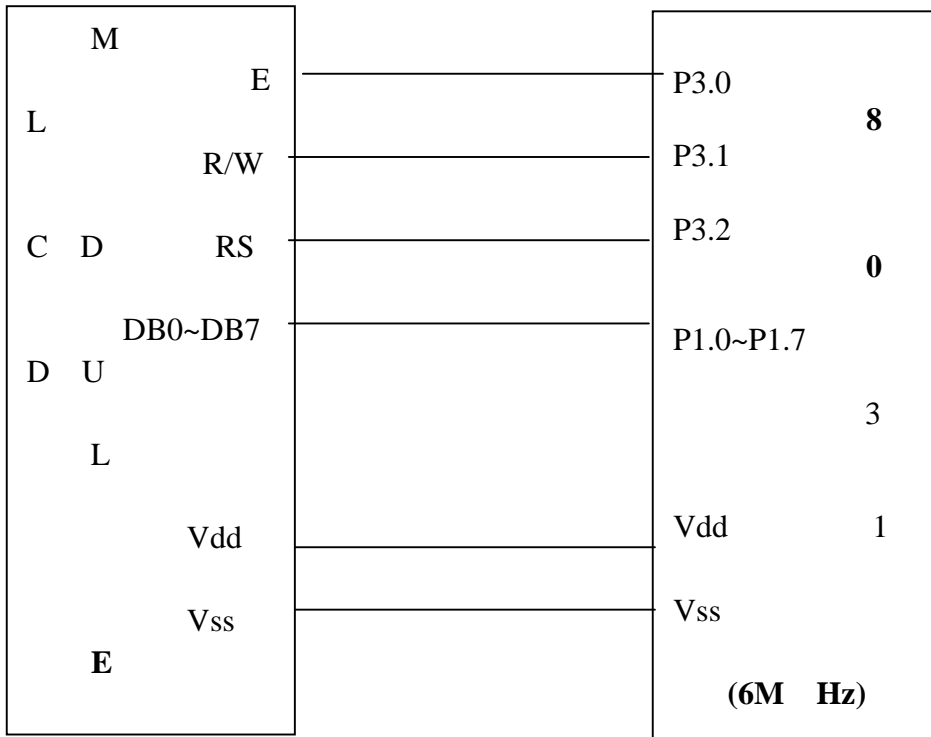 M
E P3.0
L 8
R/W P3.1
C D RS P3.2
0
DB0~DB7 P1.0~P1.7
D U
3
L
Vdd Vdd 1
Vss Vss
E
(6M Hz)